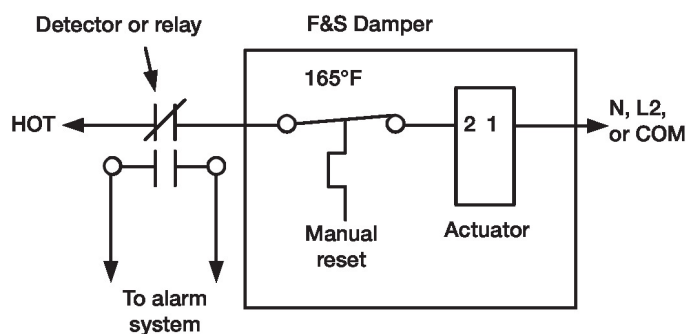 Detector or relay
F&S Damper
165°F
HOT
2 1
N, L2,
or COM
Manual
reset
Actuator
To alarm
system